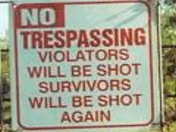 NO
TRESPASSING
VIOLATORS
WILL BE SHOT
SURVIVORS
WILL BE SHOT
AGAIN